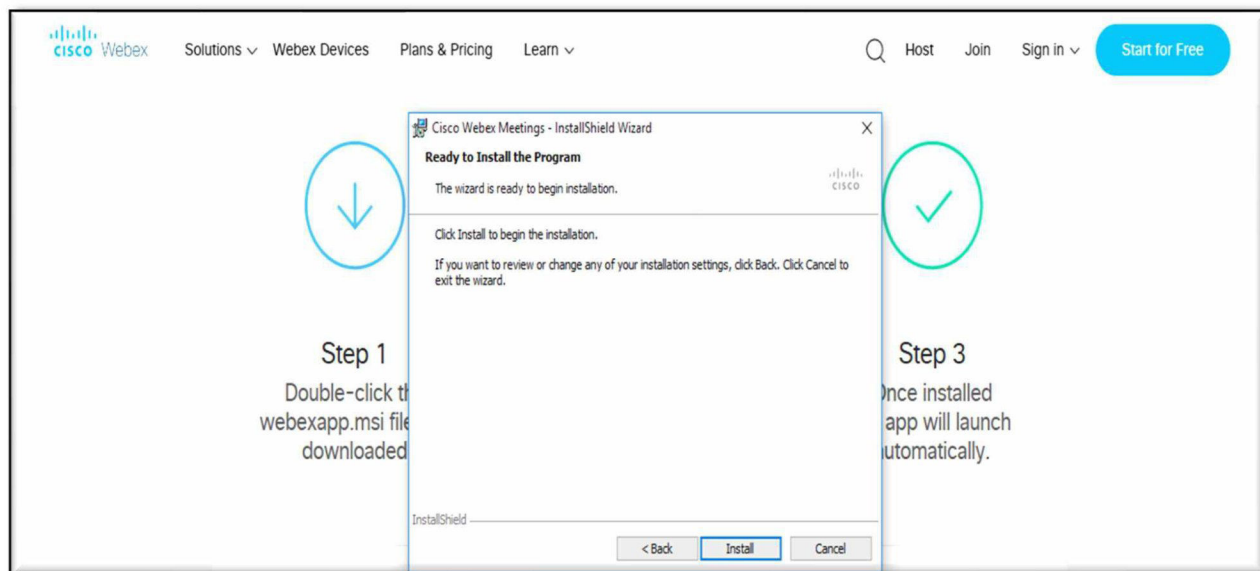 CISCO Webex Solutions Webex Devices Plans & Pricing Learn Host Join Sign in Start for Free
Cisco Webex Meetings - InstallShield Wizard
Ready to Install the Program
The wizard is ready to begin installation.
CISCO
Click Install to begin the installation.
If you want to review or change any of your installation settings, click Back. Click Cancel to
exit the wizard.
InstallShield
< Back Install Cancel
Step 1
Double-click
webexapp.msi file
downloaded
Step 3
installed
app will launch